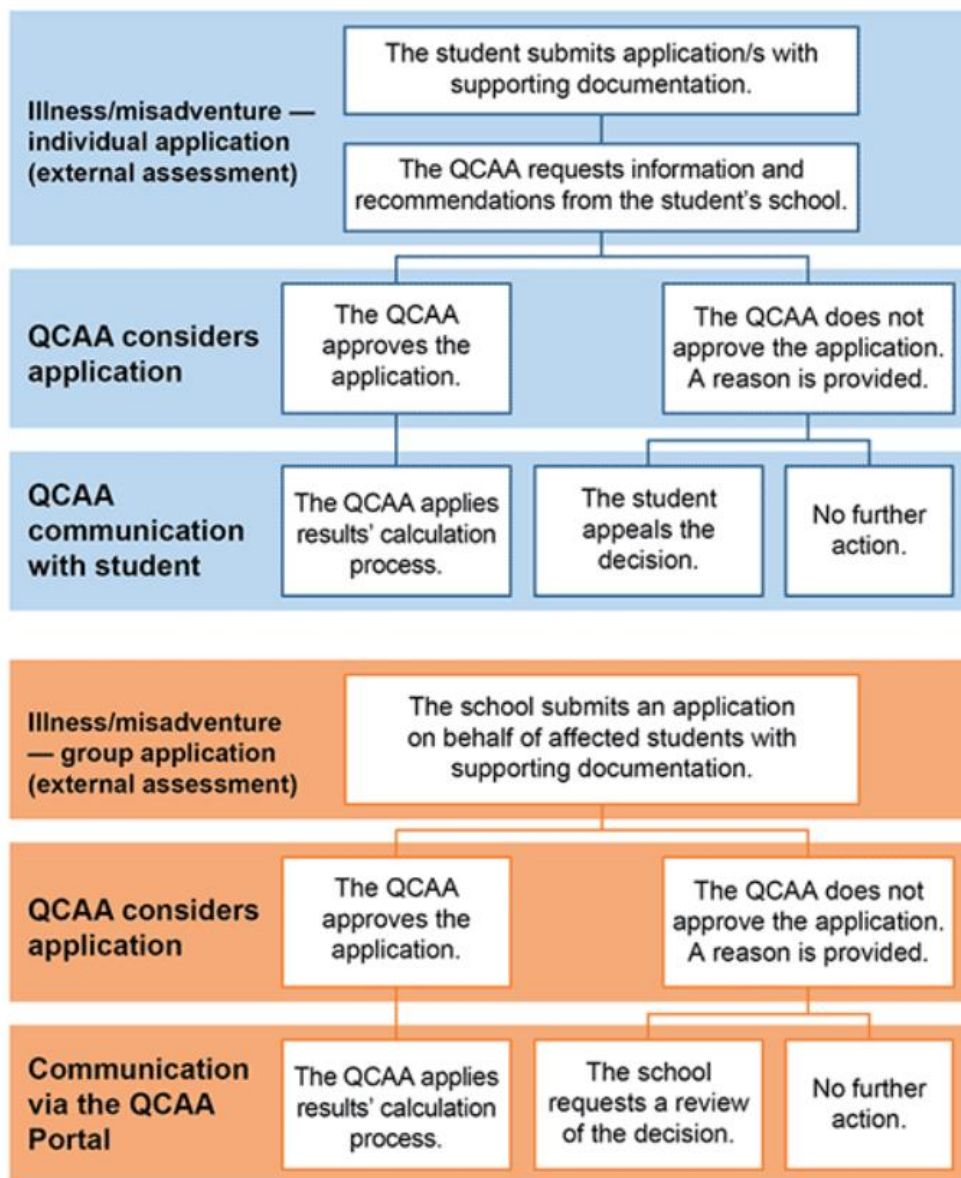 Illness/misadventure —
individual application
(external assessment)
The student submits application/s with
supporting documentation.
The QCAA requests information and
recommendations from the student's school.
QCAA considers
application
The QCAA
approves the
application.
The QCAA does not
approve the application.
A reason is provided.
QCAA
communication
with student
The QCAA applies
results' calculation
process.
The student
appeals the
decision.
No further
action.
Illness/misadventure
— group application
(external assessment)
The school submits an application
on behalf of affected students with
supporting documentation.
QCAA considers
application
The QCAA
approves the
application.
The QCAA does not
approve the application.
A reason is provided.
Communication
via the QCAA
Portal
The QCAA applies
results' calculation
process.
The school
requests a review
of the decision.
No further
action.